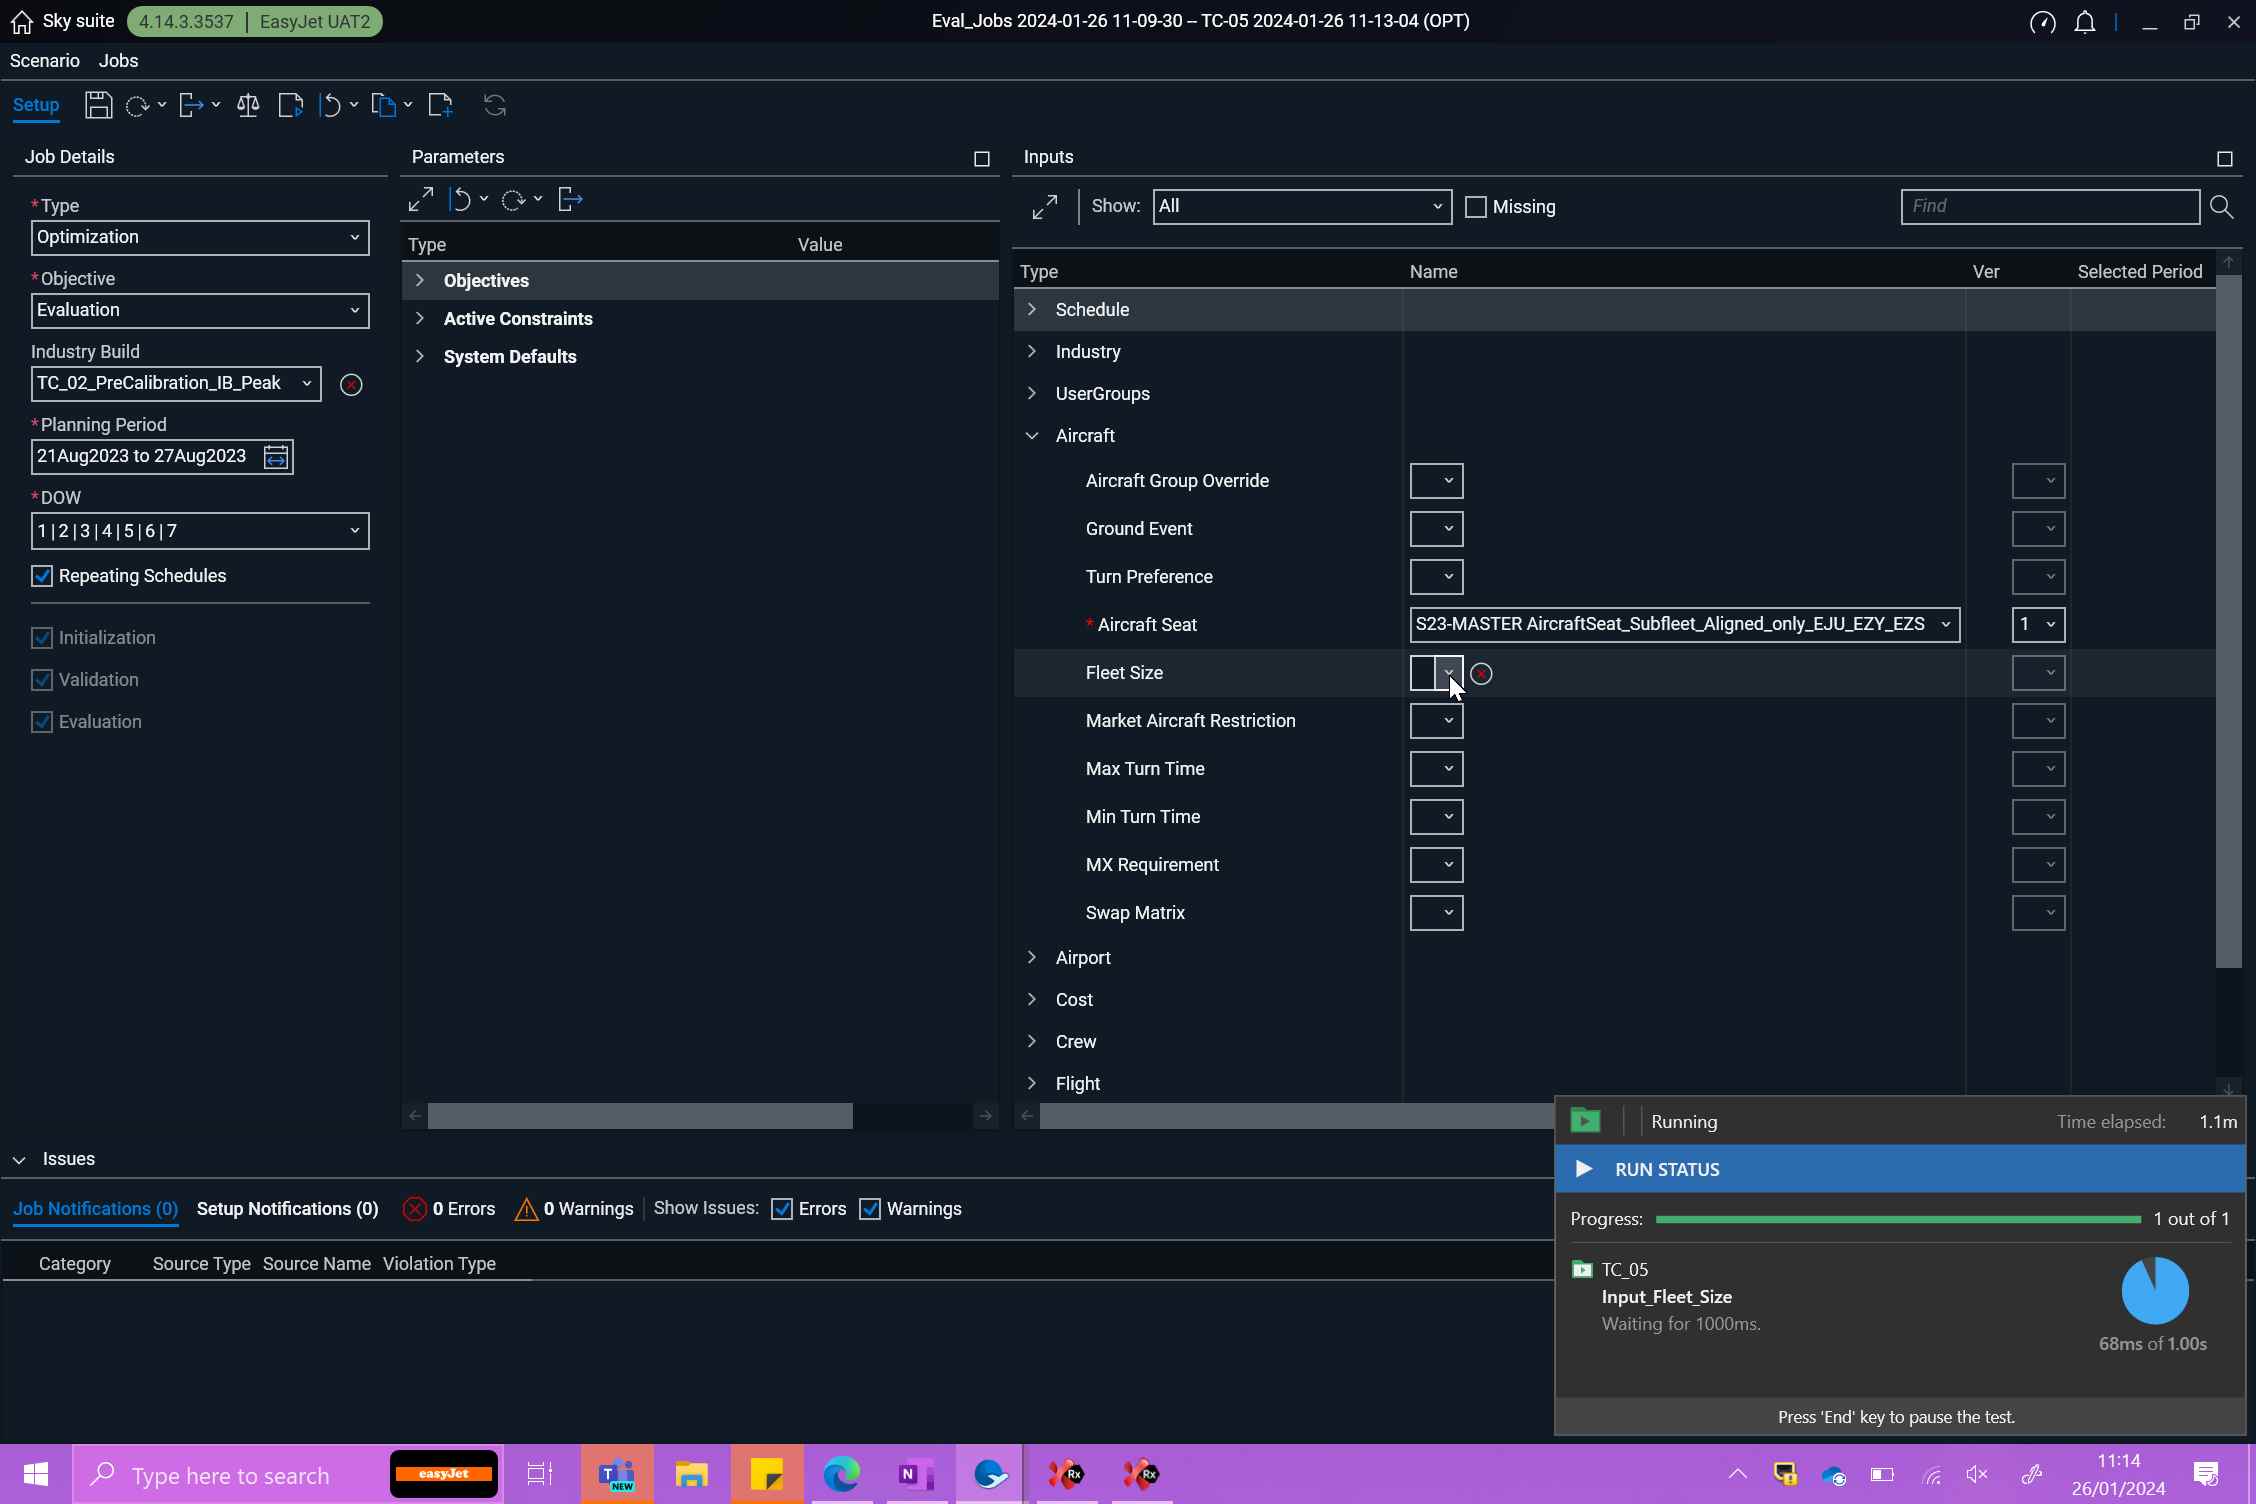 Sky suite 4.14.3.3537 | EasyJet UAT2
Eval_Jobs 2024-01-26 11-09-30 – TC-05 2024-01-26 11-13-04 (OPT)
Scenario Jobs
Setup
Job Details
*Type
Optimization
*Objective
Evaluation
Industry Build
TC_02_PreCalibration_IB_Peak
*Planning Period
21Aug2023 to 27Aug2023
*DOW
1|2|3|4|5|6|7
Repeating Schedules
Initialization
Validation
Evaluation
Parameters
Type Value
Objectives
Active Constraints
System Defaults
Inputs
Show: All Missing Find
Type Name Ver Selected Period
Schedule
Industry
UserGroups
Aircraft
Aircraft Group Override
Ground Event
Turn Preference
* Aircraft Seat S23-MASTER AircraftSeat_Subfleet_Aligned_only_EJU_EZY_EZS 1
Fleet Size
Market Aircraft Restriction
Max Turn Time
Min Turn Time
MX Requirement
Swap Matrix
Airport
Cost
Crew
Flight
Issues
Job Notifications (0) Setup Notifications (0) 0 Errors 0 Warnings Show Issues: Errors Warnings
Category Source Type Source Name Violation Type
Running Time elapsed: 1.1m
RUN STATUS
Progress: 1 out of 1
TC_05
Input_Fleet_Size
Waiting for 1000ms.
68ms of 1.00s
Press 'End' key to pause the test.
Type here to search
easyJet
T
NEW
N
Rx
Rx
11:14
26/01/2024